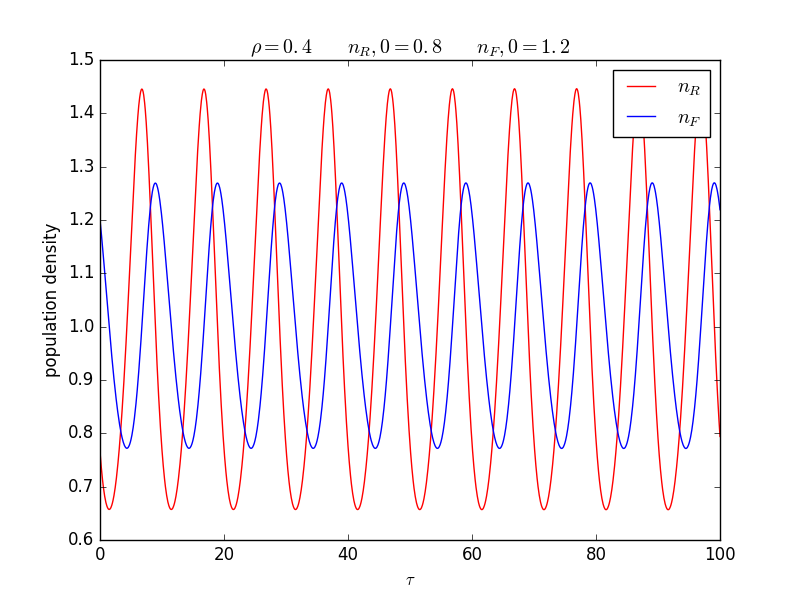 ρ = 0.4 n_R, 0 = 0.8 n_F, 0 = 1.2
1.5
1.4
1.3
1.2
1.1
1.0
0.9
0.8
0.7
0.6
population density
n_R
n_F
0 20 40 60 80 100
τ